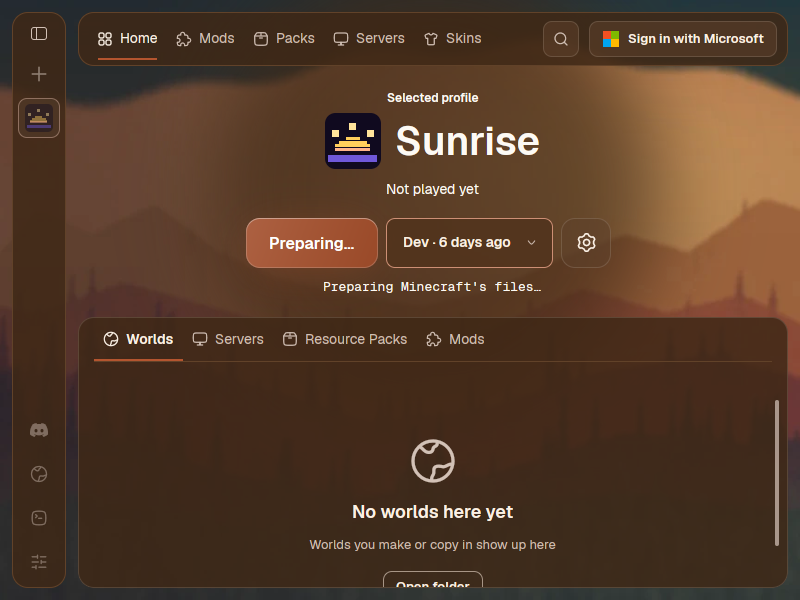 Home
Mods
Packs
Servers
Skins
Sign in with Microsoft
Selected profile
Sunrise
Not played yet
Preparing...
Dev · 6 days ago
Preparing Minecraft's files…
Worlds
Servers
Resource Packs
Mods
No worlds here yet
Worlds you make or copy in show up here
Open folder